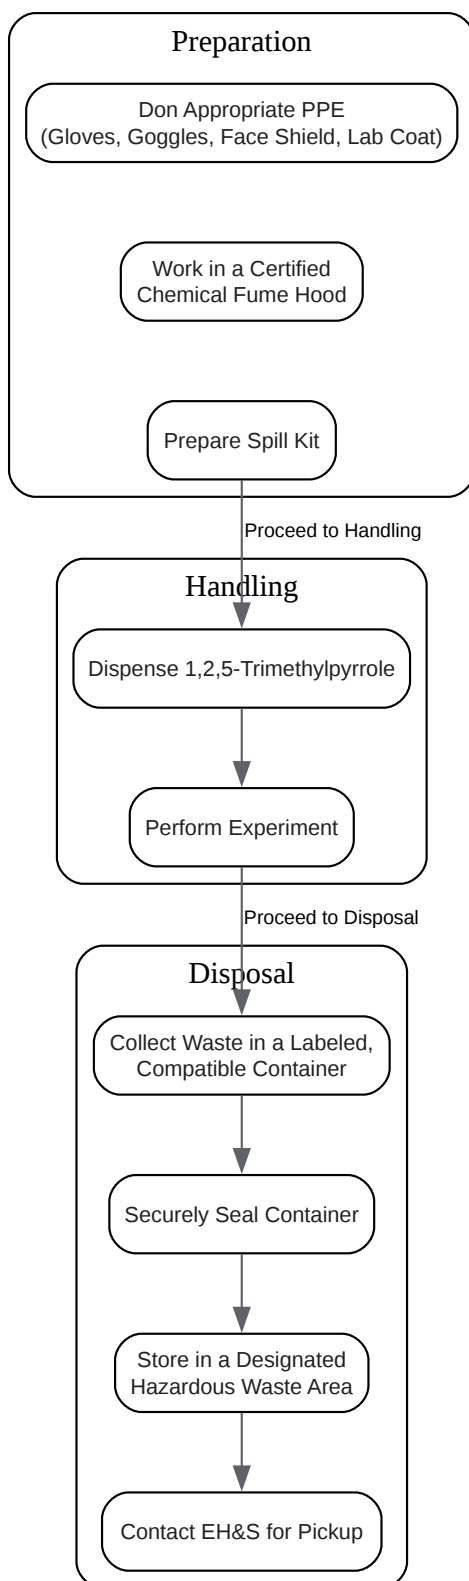 Preparation
Don Appropriate PPE
(Gloves, Goggles, Face Shield, Lab Coat)
Work in a Certified
Chemical Fume Hood
Prepare Spill Kit
Proceed to Handling
Handling
Dispense 1,2,5-Trimethylpyrrole
Perform Experiment
Proceed to Disposal
Disposal
Collect Waste in a Labeled,
Compatible Container
Securely Seal Container
Store in a Designated
Hazardous Waste Area
Contact EH&S for Pickup